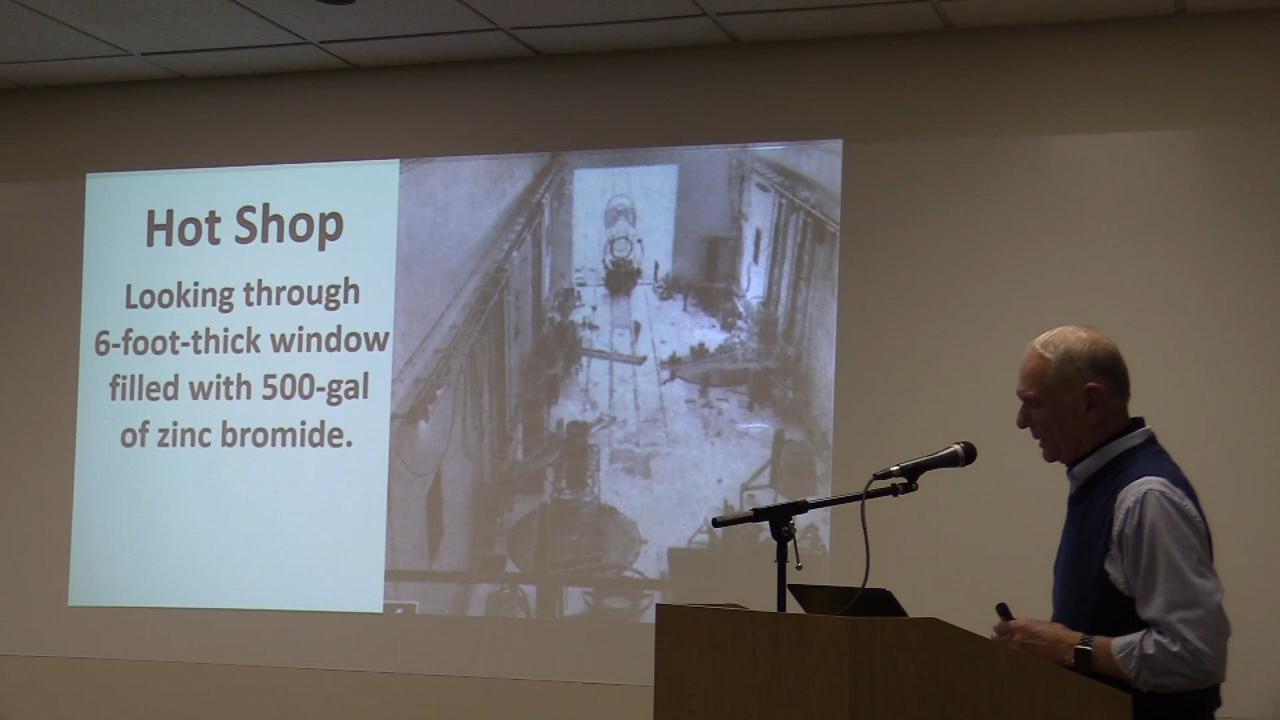 Hot Shop
Looking through
6-foot-thick window
filled with 500-gal
of zinc bromide.